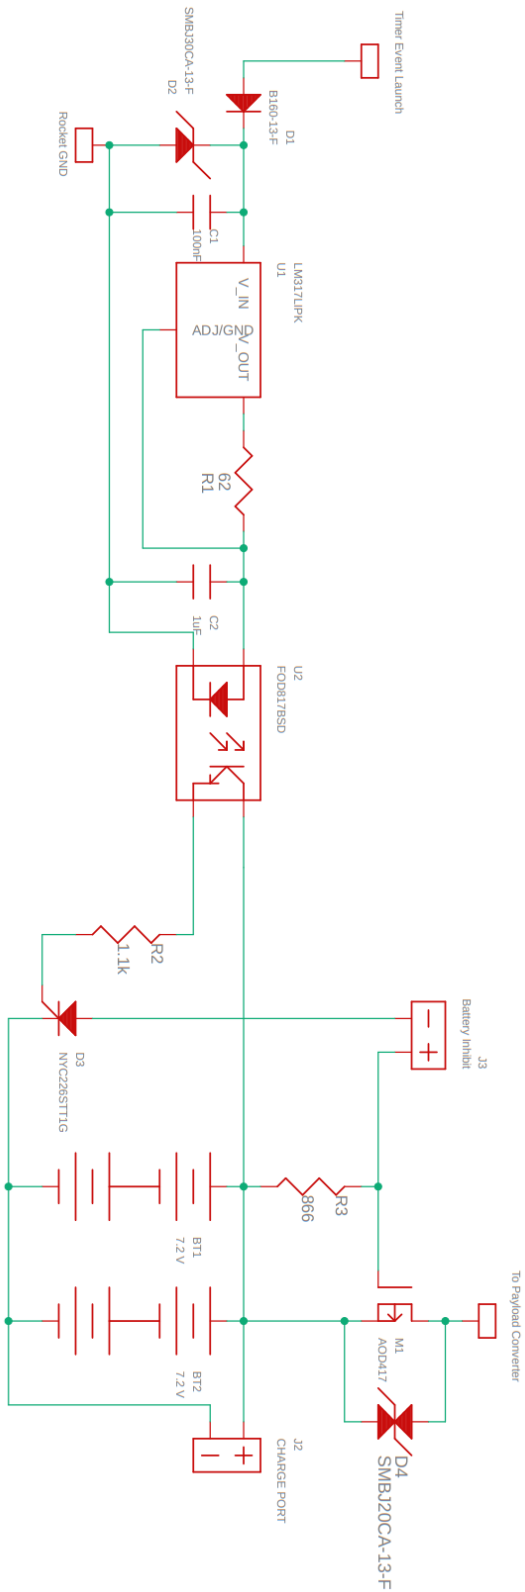 Timer Event Launch
SMBJ30CA-13-F
D2
B160-13-F
D1
Rocket GND
C1
100nF
LM317LIPK
U1
V_IN
ADJ/GND
V_OUT
62
R1
C2
1uF
U2
FOD817BSD
R2
1.1k
Battery Inhibit
J3
D3
NYC226STT1G
R3
866
BT1
7.2 V
To Payload Converter
M1
AOD417
BT2
7.2 V
J2
CHARGE PORT
D4
SMBJ20CA-13-F